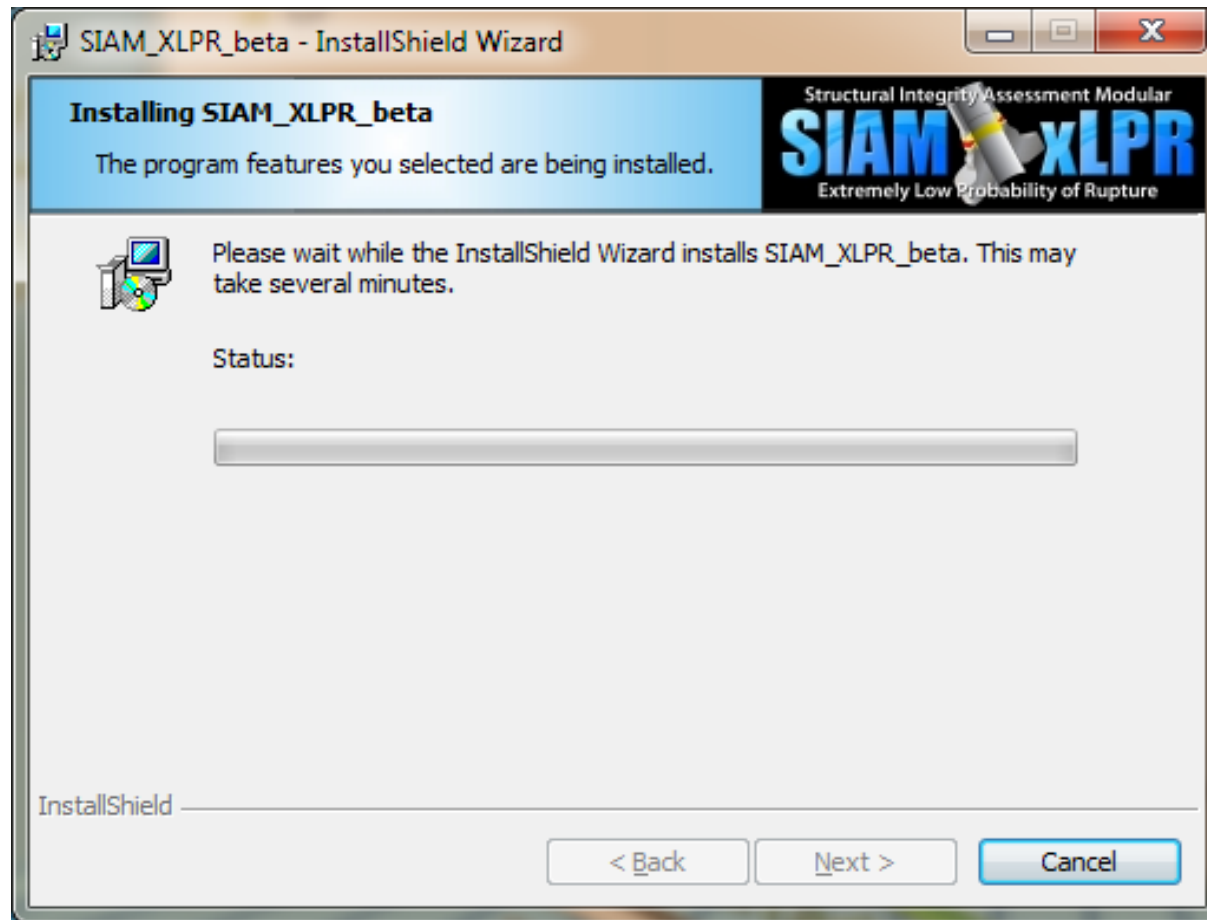 SIAM_XLPR_beta - InstallShield Wizard
Installing SIAM_XLPR_beta
The program features you selected are being installed.
Structural Integrity Assessment Modular
SIAM xLPR
Extremely Low Probability of Rupture
Please wait while the InstallShield Wizard installs SIAM_XLPR_beta. This may
take several minutes.
Status:
InstallShield
< Back
Next >
Cancel